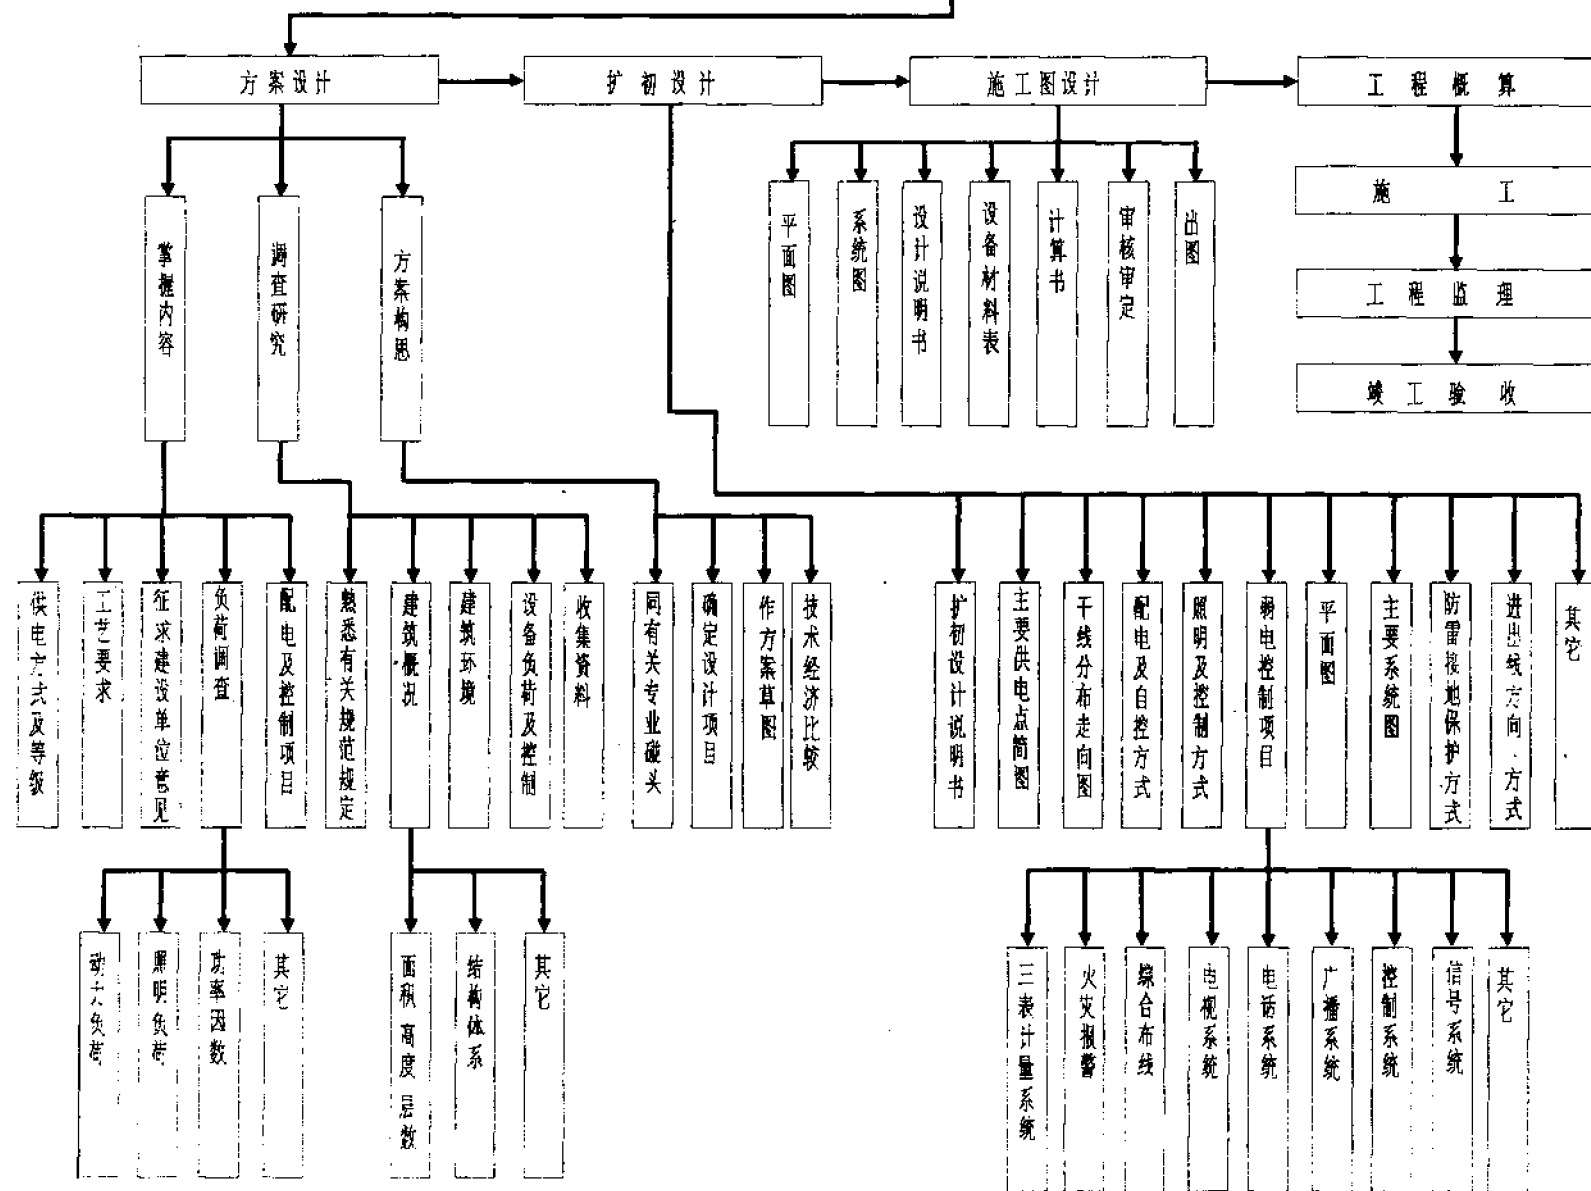 方案设计
扩初设计
施工图设计
工程概算
施工
工程监理
竣工验收
平面图
系统图
设计说明书
设备材料表
计算书
审核审定
出图
掌握内容
调查研究
方案构思
供电方式及等级
工艺要求
征求建设单位意见
负荷调查
配电及控制项目
熟悉有关规范规定
建筑概况
建筑环境
设备负荷及控制
收集资料
同有关专业碰头
确定设计项目
作方案草图
技术经济比较
扩初设计说明书
主要供电点简图
干线分布走向图
配电及自控方式
照明及控制方式
弱电控制项目
平面图
主要系统图
防雷接地保护方式
进出线方向、方式
其它
动力负荷
照明负荷
功率因数
其它
面积 高度 层数
结构体系
其它
三表计量系统
火灾报警
综合布线
电视系统
电话系统
广播系统
控制系统
信号系统
其它